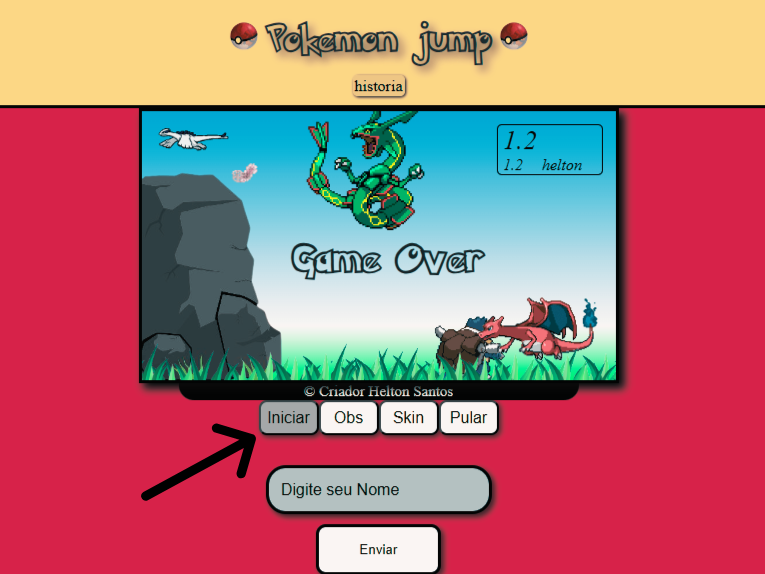 Pokemon jump
historia
1.2
1.2 helton
Game Over
© Criador Helton Santos
Iniciar Obs Skin Pular
Digite seu Nome
Enviar